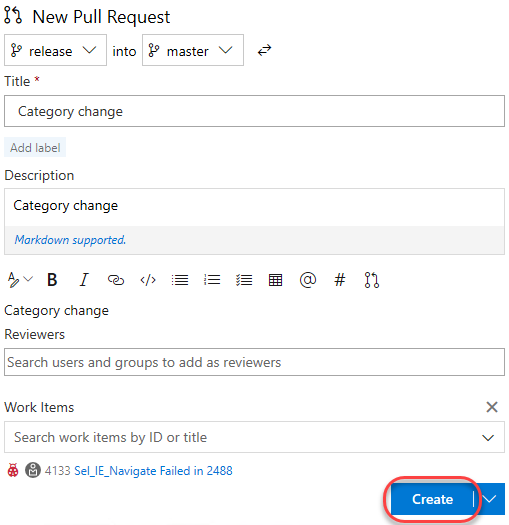 New Pull Request
release into master
Title *
Category change
Add label
Description
Category change
Markdown supported.
B I </> @ #
Category change
Reviewers
Search users and groups to add as reviewers
Work Items
Search work items by ID or title
4133 Sel_IE_Navigate Failed in 2488
Create